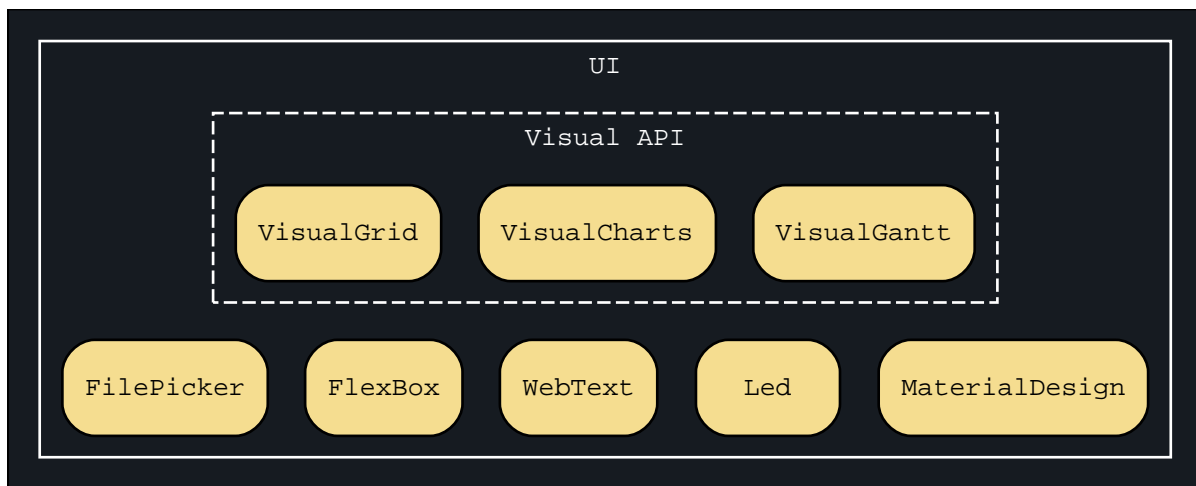 UI
Visual API
VisualGrid VisualCharts VisualGantt
FilePicker FlexBox WebText Led MaterialDesign